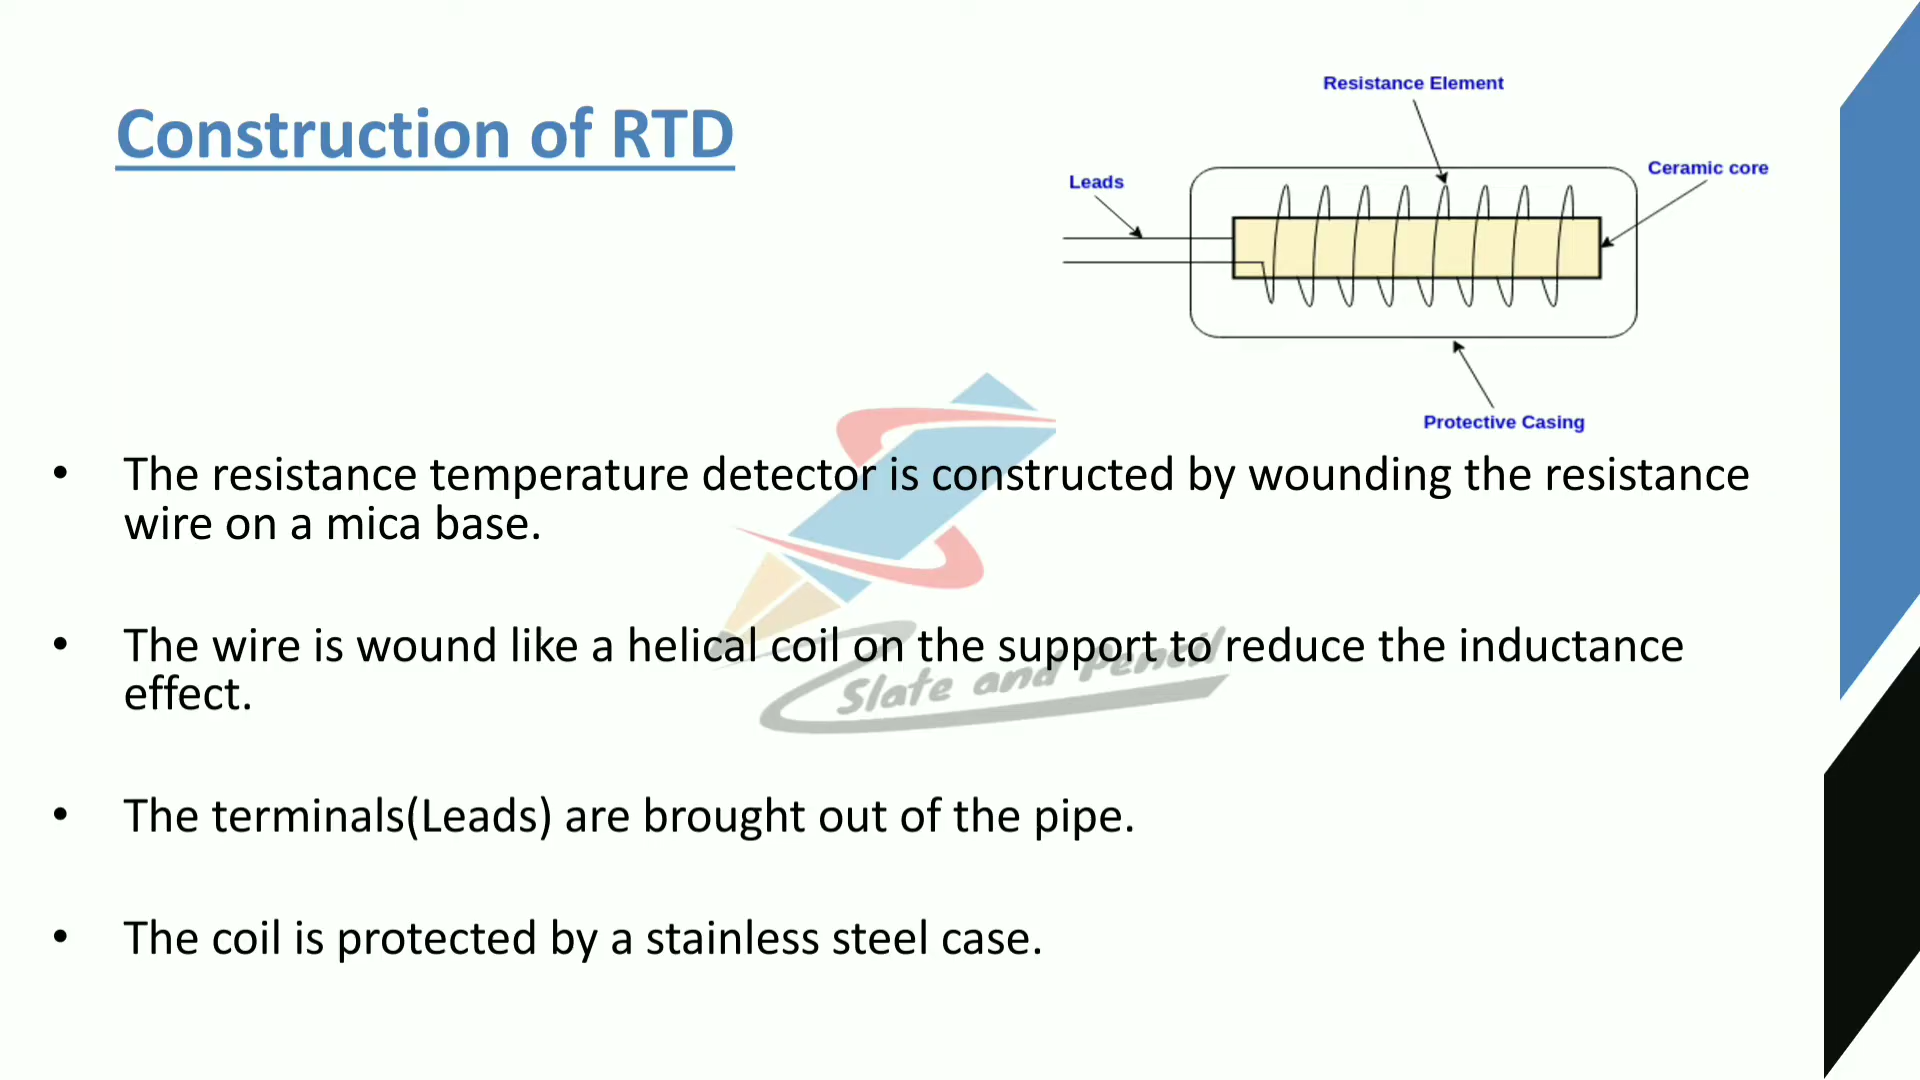 Construction of RTD
Resistance Element
Ceramic core
Leads
Protective Casing
• The resistance temperature detector is constructed by wounding the resistance
wire on a mica base.
• The wire is wound like a helical coil on the support to reduce the inductance
effect.
Slate and Pencil
• The terminals(Leads) are brought out of the pipe.
• The coil is protected by a stainless steel case.